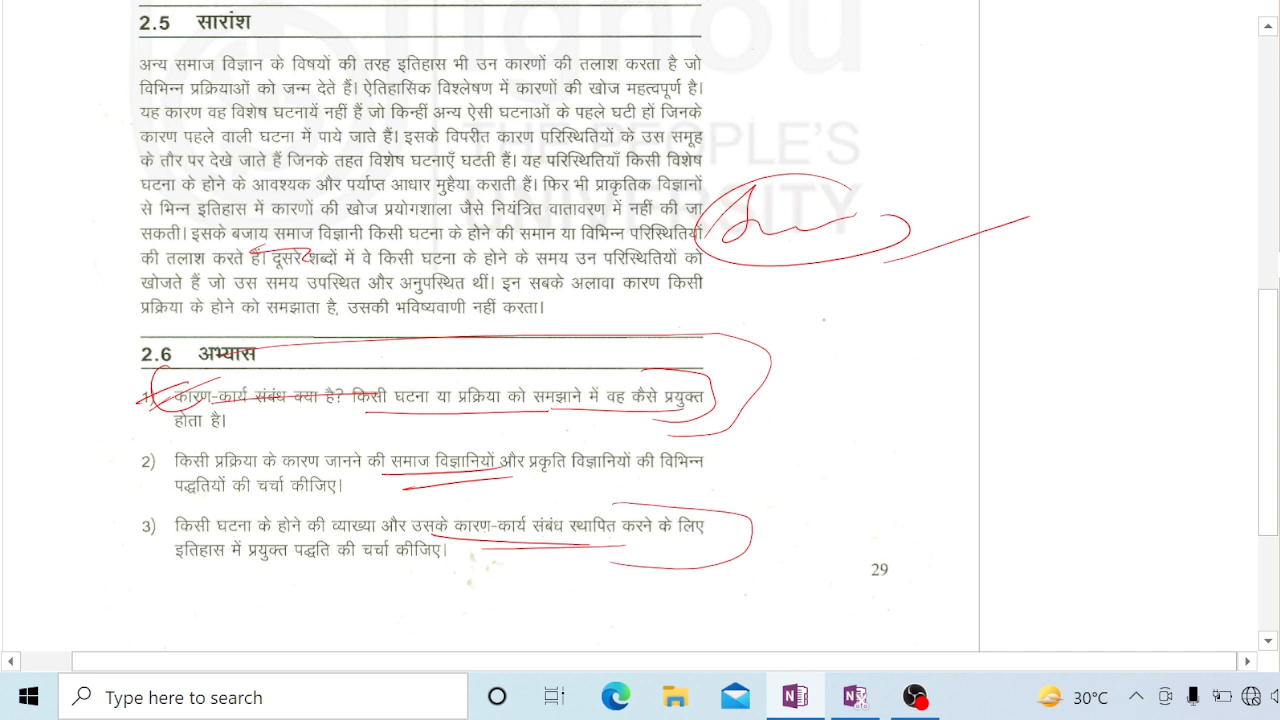 ignou
2.5 सारांश
अन्य समाज विज्ञान के विषयों की तरह इतिहास भी उन कारणों की तलाश करता है जो
विभिन्न प्रक्रियाओं को जन्म देते हैं। ऐतिहासिक विश्लेषण में कारणों की खोज महत्वपूर्ण है।
यह कारण वह विशेष घटनायें नहीं हैं जो किन्हीं अन्य ऐसी घटनाओं के पहले घटी हों जिनके
कारण पहले वाली घटना में पाये जाते हैं। इसके विपरीत कारण परिस्थितियों के उस समूह
THE PEOPLE'S
के तौर पर देखे जाते हैं जिनके तहत विशेष घटनाएँ घटती हैं। यह परिस्थितियाँ किसी विशेष
घटना के होने के आवश्यक और पर्याप्त आधार मुहैया कराती हैं। फिर भी प्राकृतिक विज्ञानों
UNIVERSITY
से भिन्न इतिहास में कारणों की खोज प्रयोगशाला जैसे नियंत्रित वातावरण में नहीं की जा
सकती। इसके बजाय समाज विज्ञानी किसी घटना के होने की समान या विभिन्न परिस्थितियों
की तलाश करते हैं। दूसरे शब्दों में वे किसी घटना के होने के समय उन परिस्थितियों को
खोजते हैं जो उस समय उपस्थित और अनुपस्थित थीं। इन सबके अलावा कारण किसी
प्रक्रिया के होने को समझाता है, उसकी भविष्यवाणी नहीं करता।
2.6 अभ्यास
1) कारण-कार्य संबंध क्या है? किसी घटना या प्रक्रिया को समझाने में वह कैसे प्रयुक्त
होता है।
2) किसी प्रक्रिया के कारण जानने की समाज विज्ञानियों और प्रकृति विज्ञानियों की विभिन्न
पद्धतियों की चर्चा कीजिए।
3) किसी घटना के होने की व्याख्या और उसके कारण-कार्य संबंध स्थापित करने के लिए
इतिहास में प्रयुक्त पद्धति की चर्चा कीजिए।
29
Type here to search
30°C